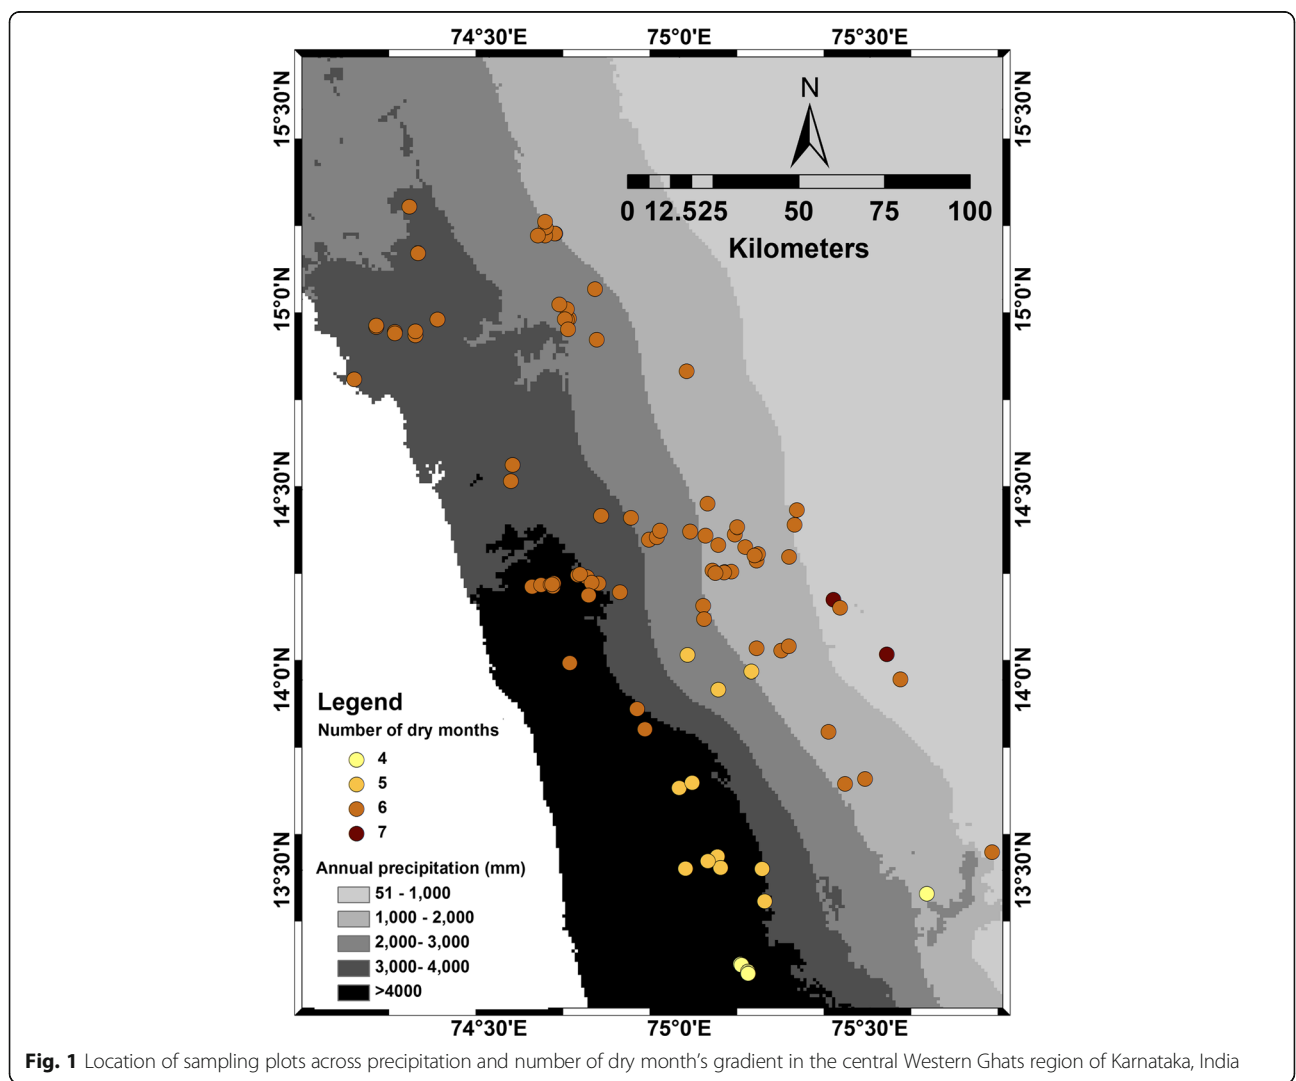 74°30'E 75°0'E 75°30'E
N
0 12.525 50 75 100
Kilometers
15°30'N 15°30'N
15°0'N 15°0'N
14°30'N 14°30'N
14°0'N 14°0'N
13°30'N 13°30'N
Legend
Number of dry months
4
5
6
7
Annual precipitation (mm)
51 - 1,000
1,000 - 2,000
2,000- 3,000
3,000- 4,000
>4000
74°30'E 75°0'E 75°30'E
Fig. 1 Location of sampling plots across precipitation and number of dry month's gradient in the central Western Ghats region of Karnataka, India